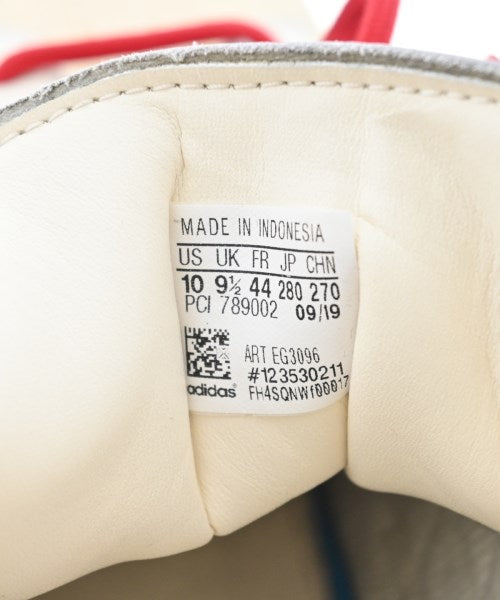 MADE IN INDONESIA
US UK FR JP CHN
10 9½ 44 280 270
PCI 789002 09/19
ART EG3096
#123530211
adidas FH4SQNWf00017